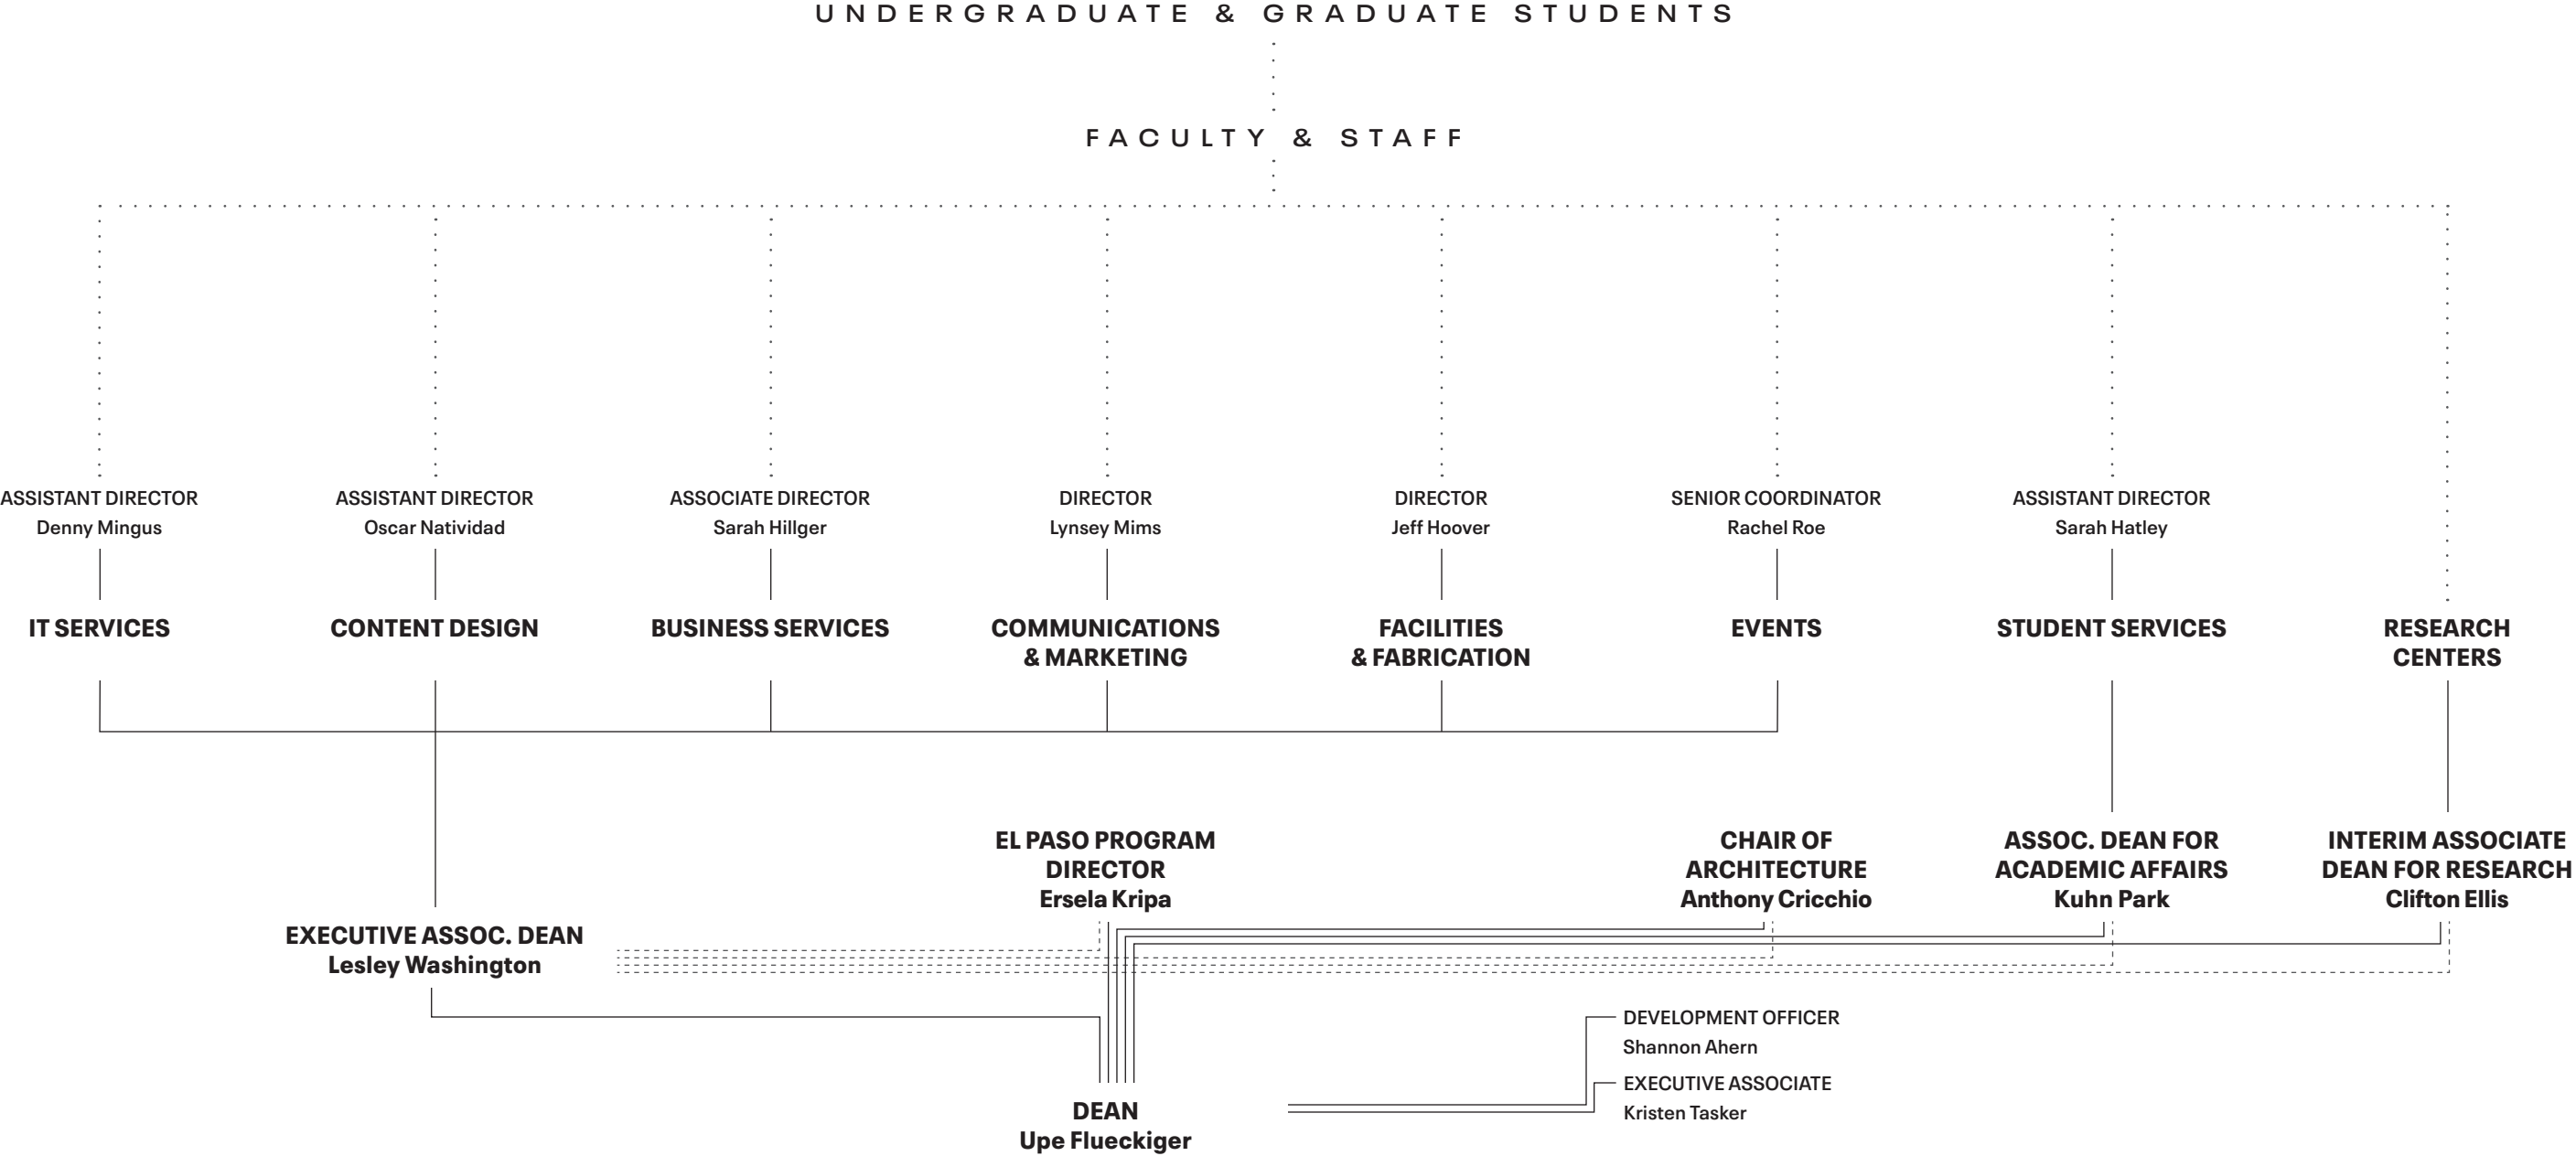 UNDERGRADUATE & GRADUATE STUDENTS
FACULTY & STAFF
ASSISTANT DIRECTOR
Denny Mingus
ASSISTANT DIRECTOR
Oscar Natividad
ASSOCIATE DIRECTOR
Sarah Hillger
DIRECTOR
Lynsey Mims
DIRECTOR
Jeff Hoover
SENIOR COORDINATOR
Rachel Roe
ASSISTANT DIRECTOR
Sarah Hatley
IT SERVICES
CONTENT DESIGN
BUSINESS SERVICES
COMMUNICATIONS
& MARKETING
FACILITIES
& FABRICATION
EVENTS
STUDENT SERVICES
RESEARCH
CENTERS
EXECUTIVE ASSOC. DEAN
Lesley Washington
EL PASO PROGRAM
DIRECTOR
Ersela Kripa
CHAIR OF
ARCHITECTURE
Anthony Cricchio
ASSOC. DEAN FOR
ACADEMIC AFFAIRS
Kuhn Park
INTERIM ASSOCIATE
DEAN FOR RESEARCH
Clifton Ellis
DEVELOPMENT OFFICER
Shannon Ahern
EXECUTIVE ASSOCIATE
Kristen Tasker
DEAN
Upe Flueckiger